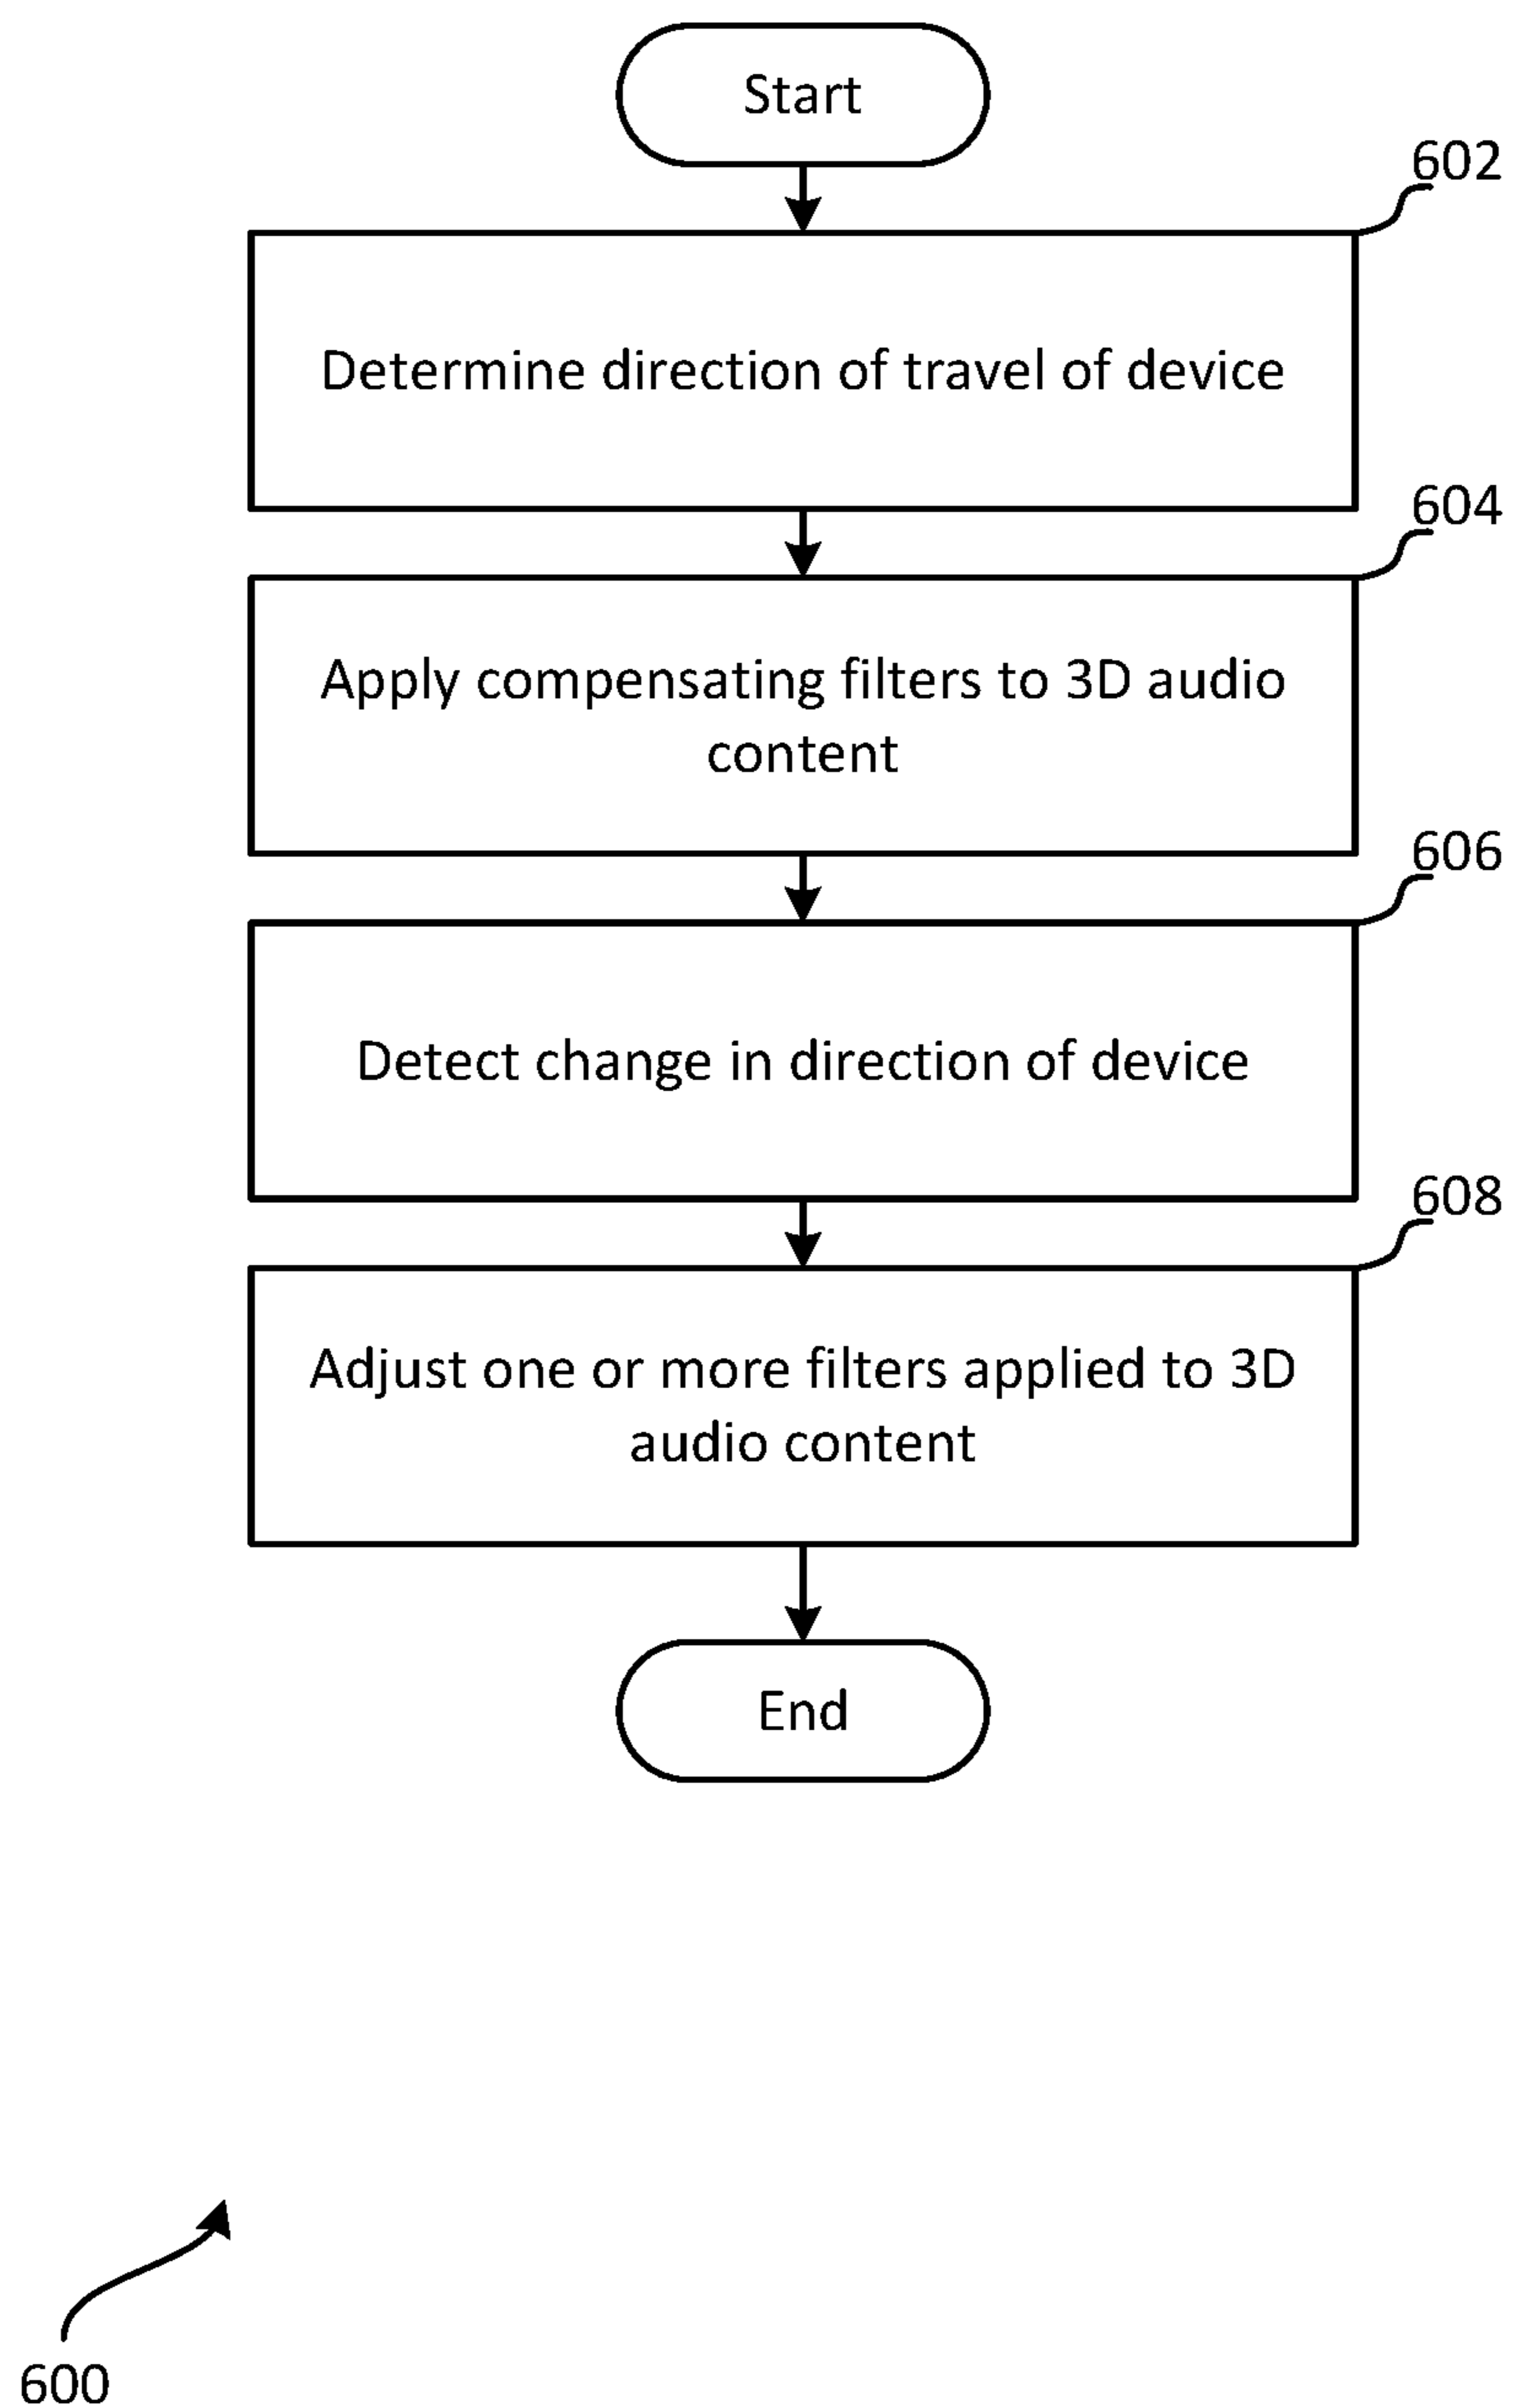 Start
602
Determine direction of travel of device
604
Apply compensating filters to 3D audio
content
606
Detect change in direction of device
608
Adjust one or more filters applied to 3D
audio content
End
600